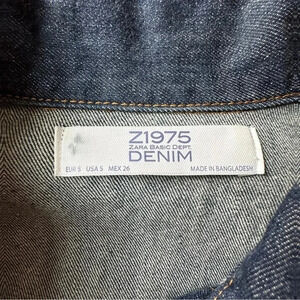 Z1975
ZARA BASIC DEPT.
DENIM
EUR S USA S MEX 26 MADE IN BANGLADESH